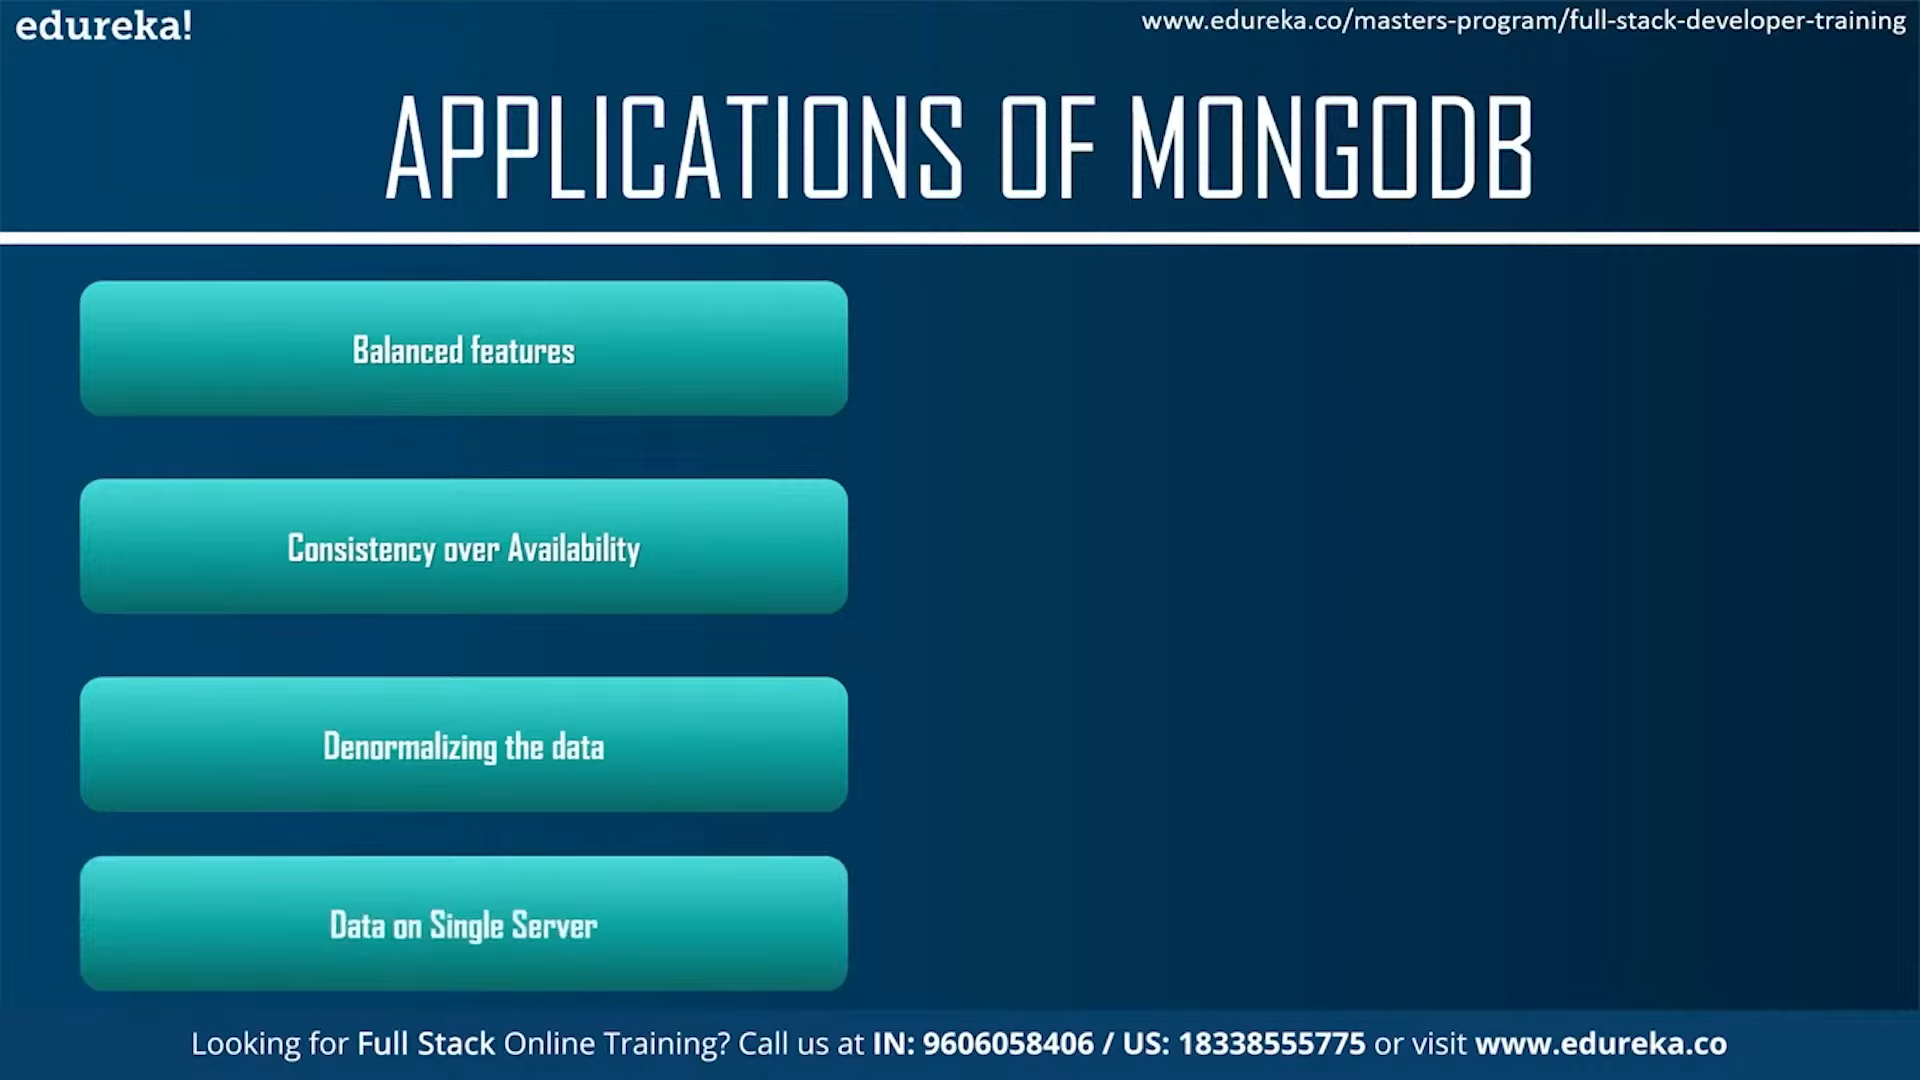 edureka!
www.edureka.co/masters-program/full-stack-developer-training
APPLICATIONS OF MONGODB
Balanced features
Consistency over Availability
Denormalizing the data
Data on Single Server
Looking for Full Stack Online Training? Call us at IN: 9606058406 / US: 18338555775 or visit www.edureka.co